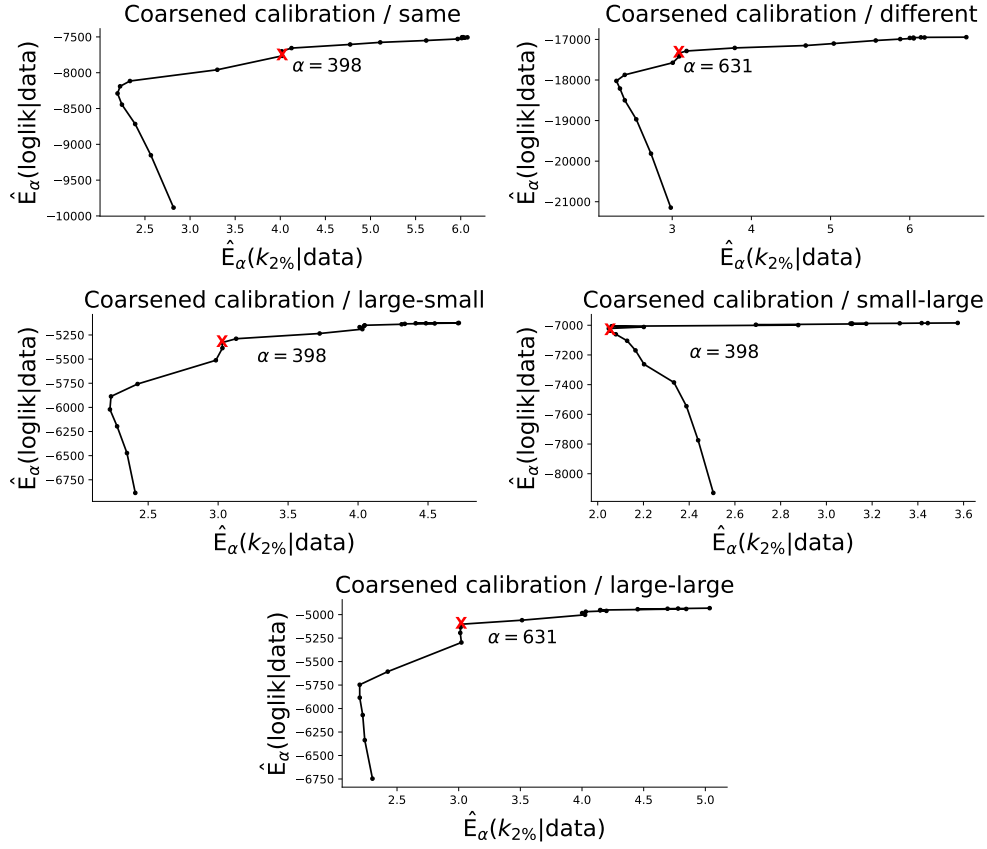 Coarsened calibration / same
−7500
−8000
−8500
−9000
−9500
−10000
α = 398
2.5 3.0 3.5 4.0 4.5 5.0 5.5 6.0
Ê_α(k_2%|data)
Ê_α(loglik|data)
Coarsened calibration / different
−17000
−18000
−19000
−20000
−21000
α = 631
3 4 5 6
Ê_α(k_2%|data)
Ê_α(loglik|data)
Coarsened calibration / large-small
−5250
−5500
−5750
−6000
−6250
−6500
−6750
α = 398
2.5 3.0 3.5 4.0 4.5
Ê_α(k_2%|data)
Ê_α(loglik|data)
Coarsened calibration / small-large
−7000
−7200
−7400
−7600
−7800
−8000
α = 398
2.0 2.2 2.4 2.6 2.8 3.0 3.2 3.4 3.6
Ê_α(k_2%|data)
Ê_α(loglik|data)
Coarsened calibration / large-large
−5000
−5250
−5500
−5750
−6000
−6250
−6500
−6750
α = 631
2.5 3.0 3.5 4.0 4.5 5.0
Ê_α(k_2%|data)
Ê_α(loglik|data)